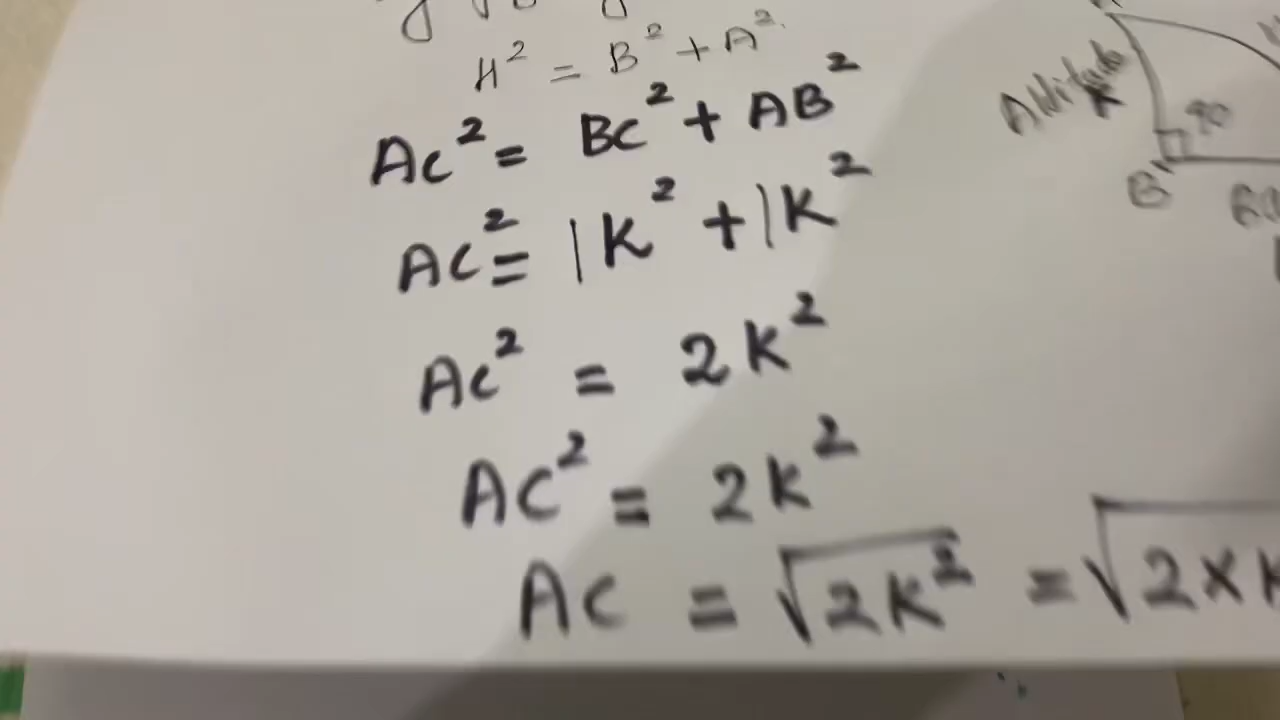 H² = B² + A²
AC² = BC² + AB²
AC² = 1K² + 1K²
AC² = 2K²
AC² = 2K²
AC = √2K² = √2×K
Altitude
K
90
B